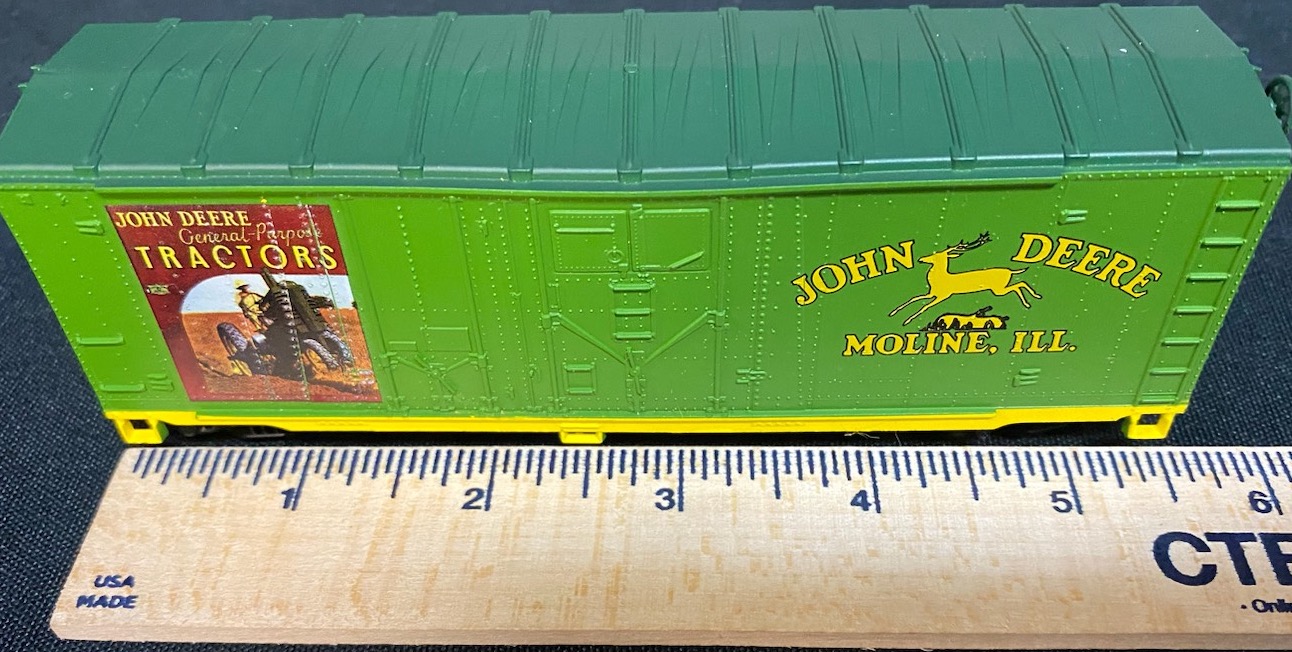 JOHN DEERE
General-Purpose
TRACTORS
JOHN DEERE
MOLINE, ILL.
1 2 3 4 5 6
USA
MADE
CTE